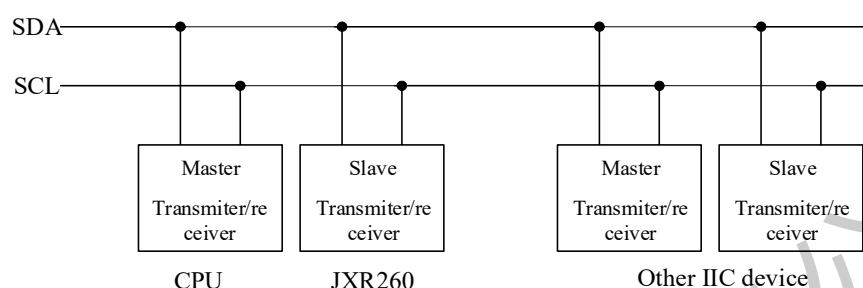 SDA
SCL
Master
Transmiter/re
ceiver
Slave
Transmiter/re
ceiver
Master
Transmiter/re
ceiver
Slave
Transmiter/re
ceiver
CPU
JXR260
Other IIC device